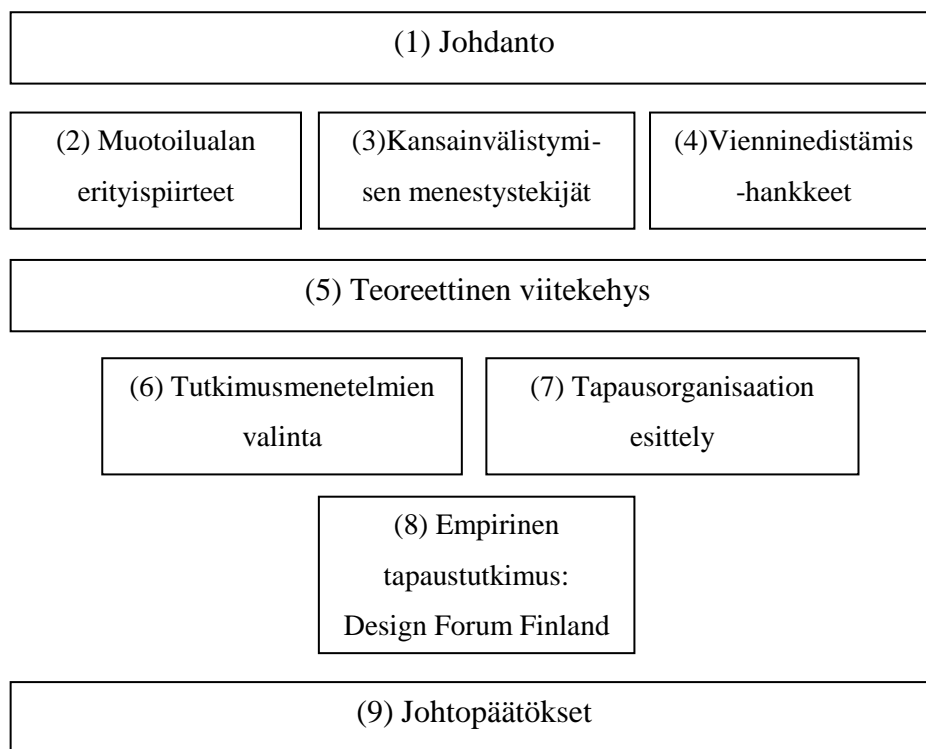 (1) Johdanto
(2) Muotoilualan
erityispiirteet
(3)Kansainvälistymi-
sen menestystekijät
(4)Vienninedistämis
-hankkeet
(5) Teoreettinen viitekehys
(6) Tutkimusmenetelmien
valinta
(7) Tapausorganisaation
esittely
(8) Empirinen
tapaustutkimus:
Design Forum Finland
(9) Johtopäätökset